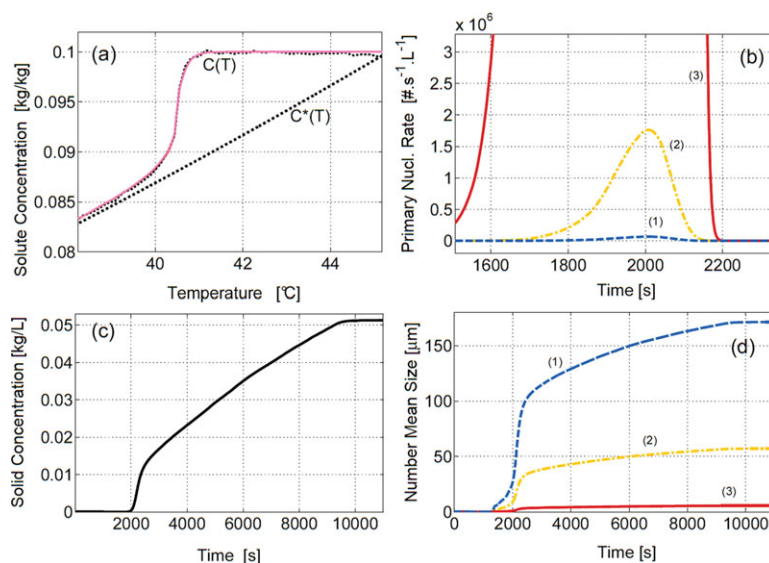 (a)
Solute Concentration [kg/kg]
0.1
0.095
0.09
0.085
0.08
C(T)
C*(T)
40 42 44
Temperature [°C]
(b)
x 10⁶
Primary Nucl. Rate [#.s⁻¹.L⁻¹]
3
2.5
2
1.5
1
0.5
0
(3)
(2)
(1)
1600 1800 2000 2200
Time [s]
(c)
Solid Concentration [kg/L]
0.05
0.04
0.03
0.02
0.01
0
2000 4000 6000 8000 10000
Time [s]
(d)
Number Mean Size [µm]
150
100
50
0
(1)
(2)
(3)
0 2000 4000 6000 8000 10000
Time [s]